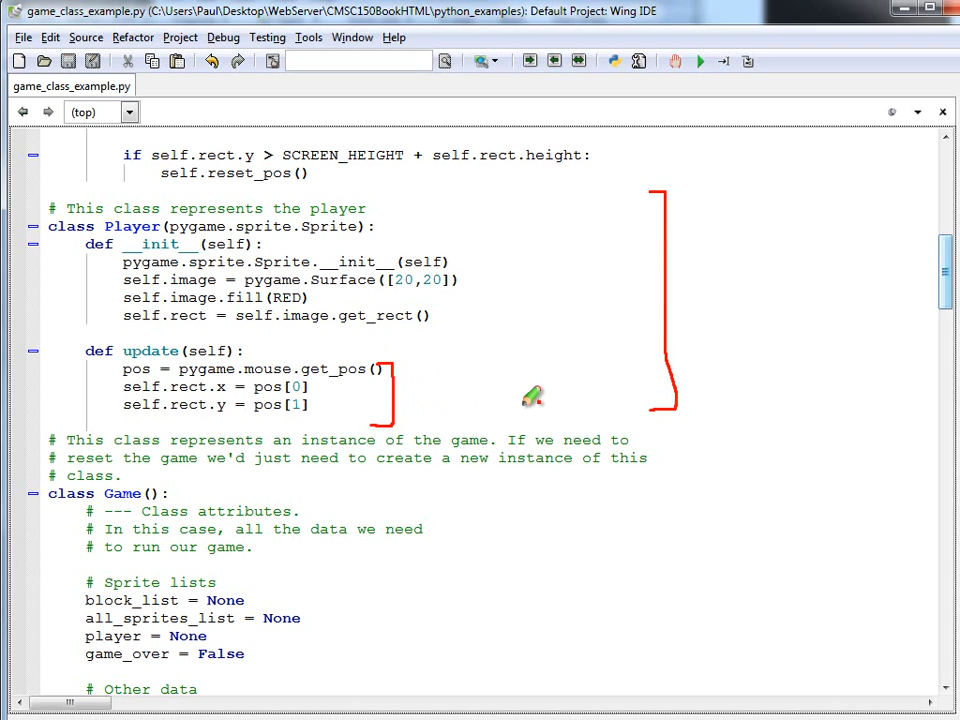 game_class_example.py (C:\Users\Paul\Desktop\WebServer\CMSC150BookHTML\python_examples): Default Project: Wing IDE
File Edit Source Refactor Project Debug Testing Tools Window Help
game_class_example.py
(top)
if self.rect.y > SCREEN_HEIGHT + self.rect.height:
self.reset_pos()
# This class represents the player
class Player(pygame.sprite.Sprite):
def __init__(self):
pygame.sprite.Sprite.__init__(self)
self.image = pygame.Surface([20,20])
self.image.fill(RED)
self.rect = self.image.get_rect()
def update(self):
pos = pygame.mouse.get_pos()
self.rect.x = pos[0]
self.rect.y = pos[1]
# This class represents an instance of the game. If we need to
# reset the game we'd just need to create a new instance of this
# class.
class Game():
# --- Class attributes.
# In this case, all the data we need
# to run our game.
# Sprite lists
block_list = None
all_sprites_list = None
player = None
game_over = False
# Other data